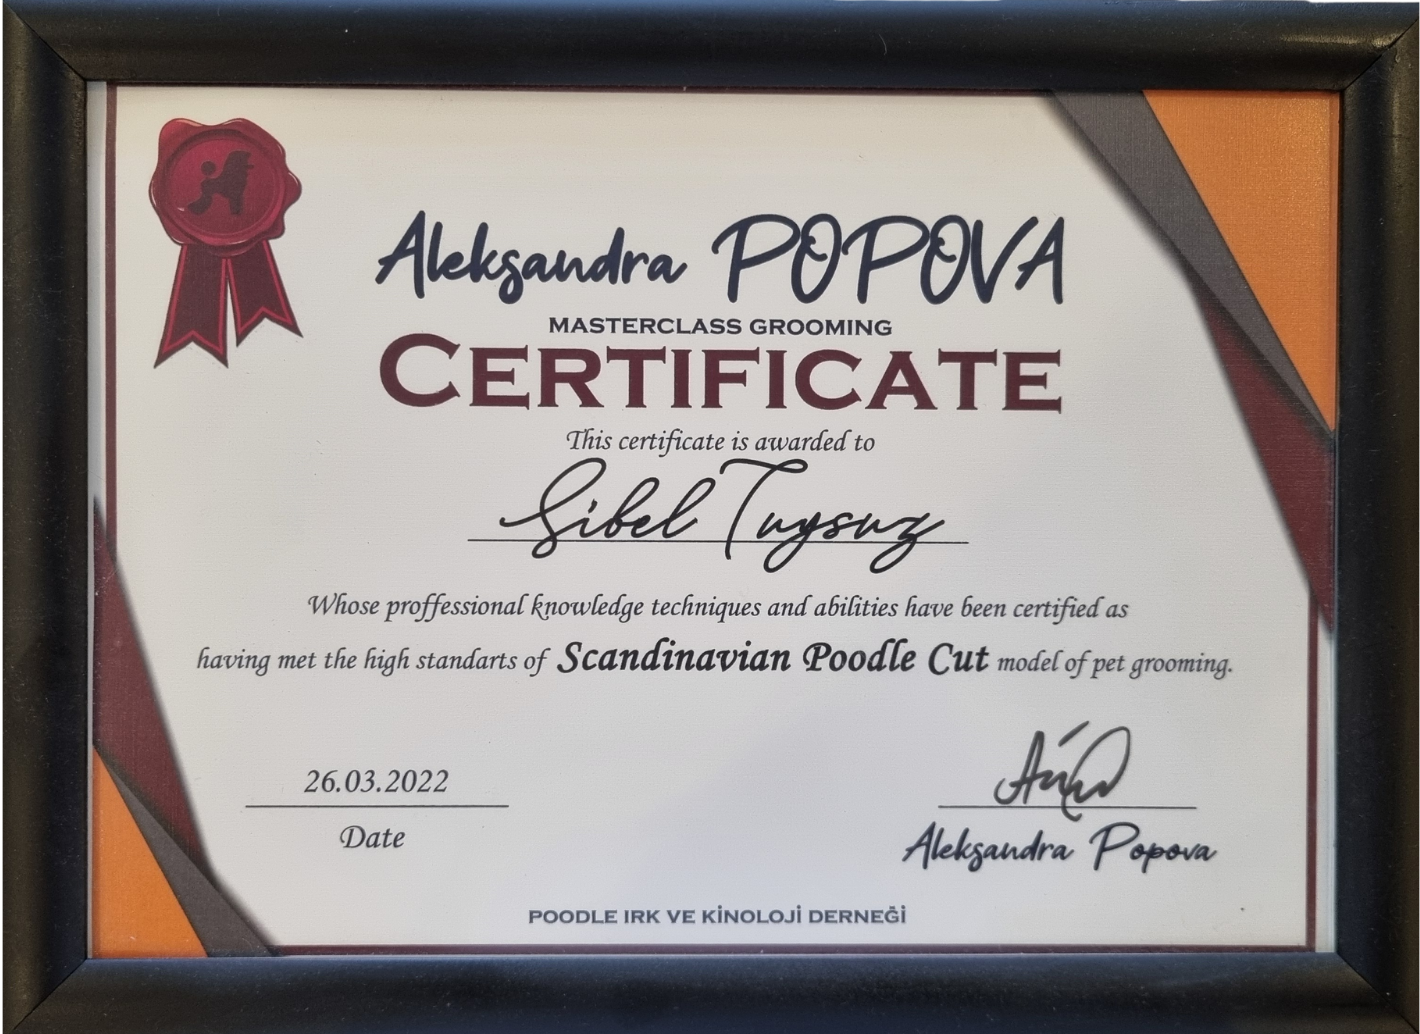 Aleksandra POPOVA
MASTERCLASS GROOMING
CERTIFICATE
This certificate is awarded to
Sibel Tuysuz
Whose proffessional knowledge techniques and abilities have been certified as
having met the high standarts of Scandinavian Poodle Cut model of pet grooming.
26.03.2022
Date
Aleksandra Popova
POODLE IRK VE KİNOLOJİ DERNEĞİ